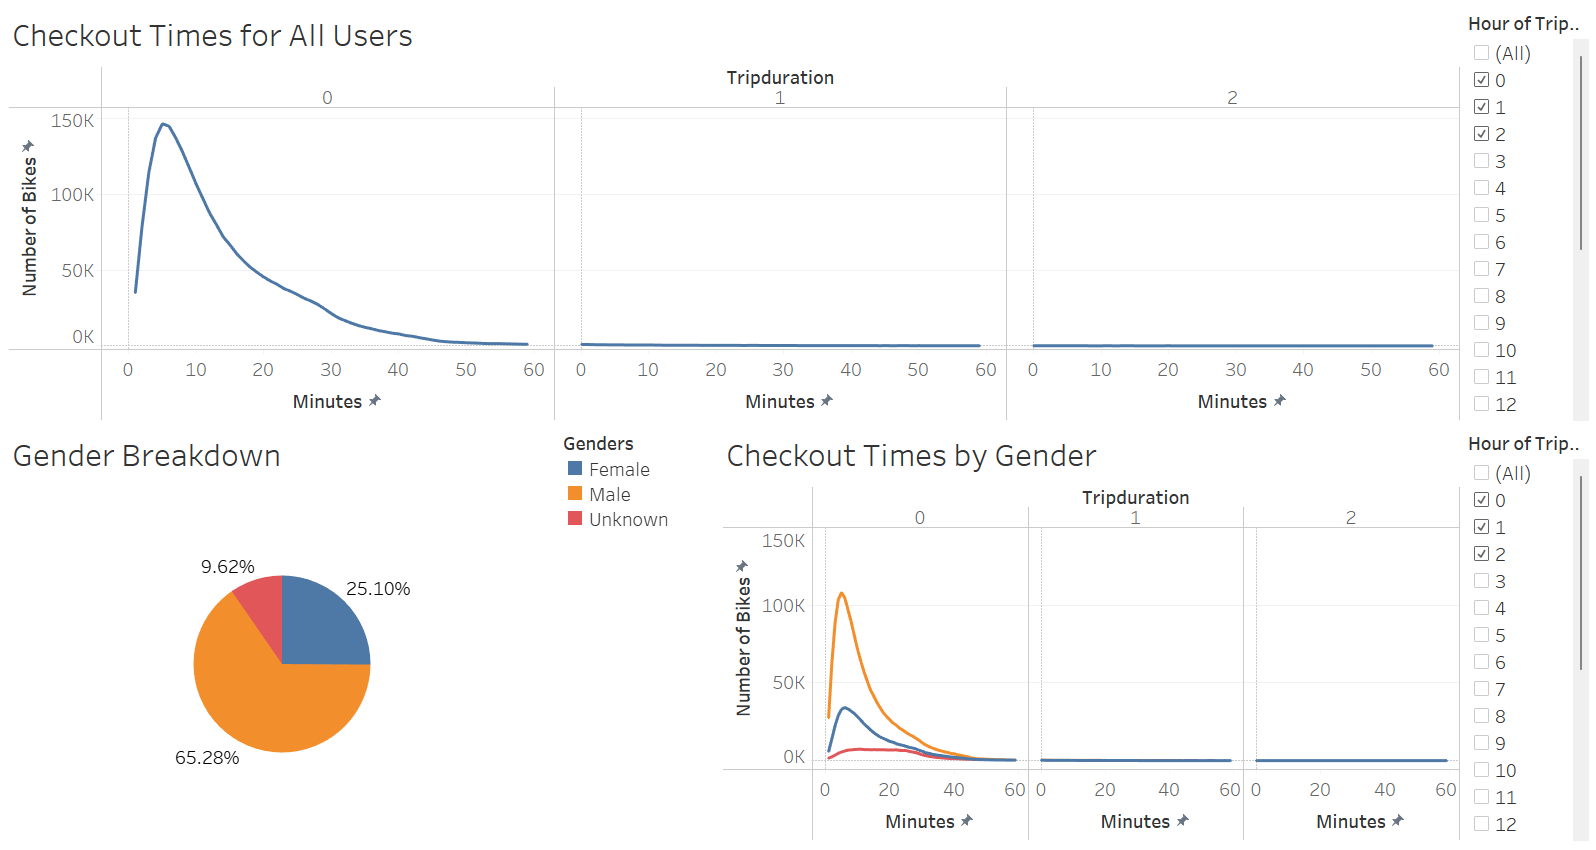 Checkout Times for All Users
Tripduration
0 1 2
Number of Bikes
150K
100K
50K
0K
0 10 20 30 40 50 60 0 10 20 30 40 50 60 0 10 20 30 40 50 60
Minutes Minutes Minutes
Hour of Trip..
(All)
0
1
2
3
4
5
6
7
8
9
10
11
12
Gender Breakdown
9.62%
25.10%
65.28%
Genders
Female
Male
Unknown
Checkout Times by Gender
Tripduration
0 1 2
Number of Bikes
150K
100K
50K
0K
0 20 40 60 0 20 40 60 0 20 40 60
Minutes Minutes Minutes
Hour of Trip..
(All)
0
1
2
3
4
5
6
7
8
9
10
11
12